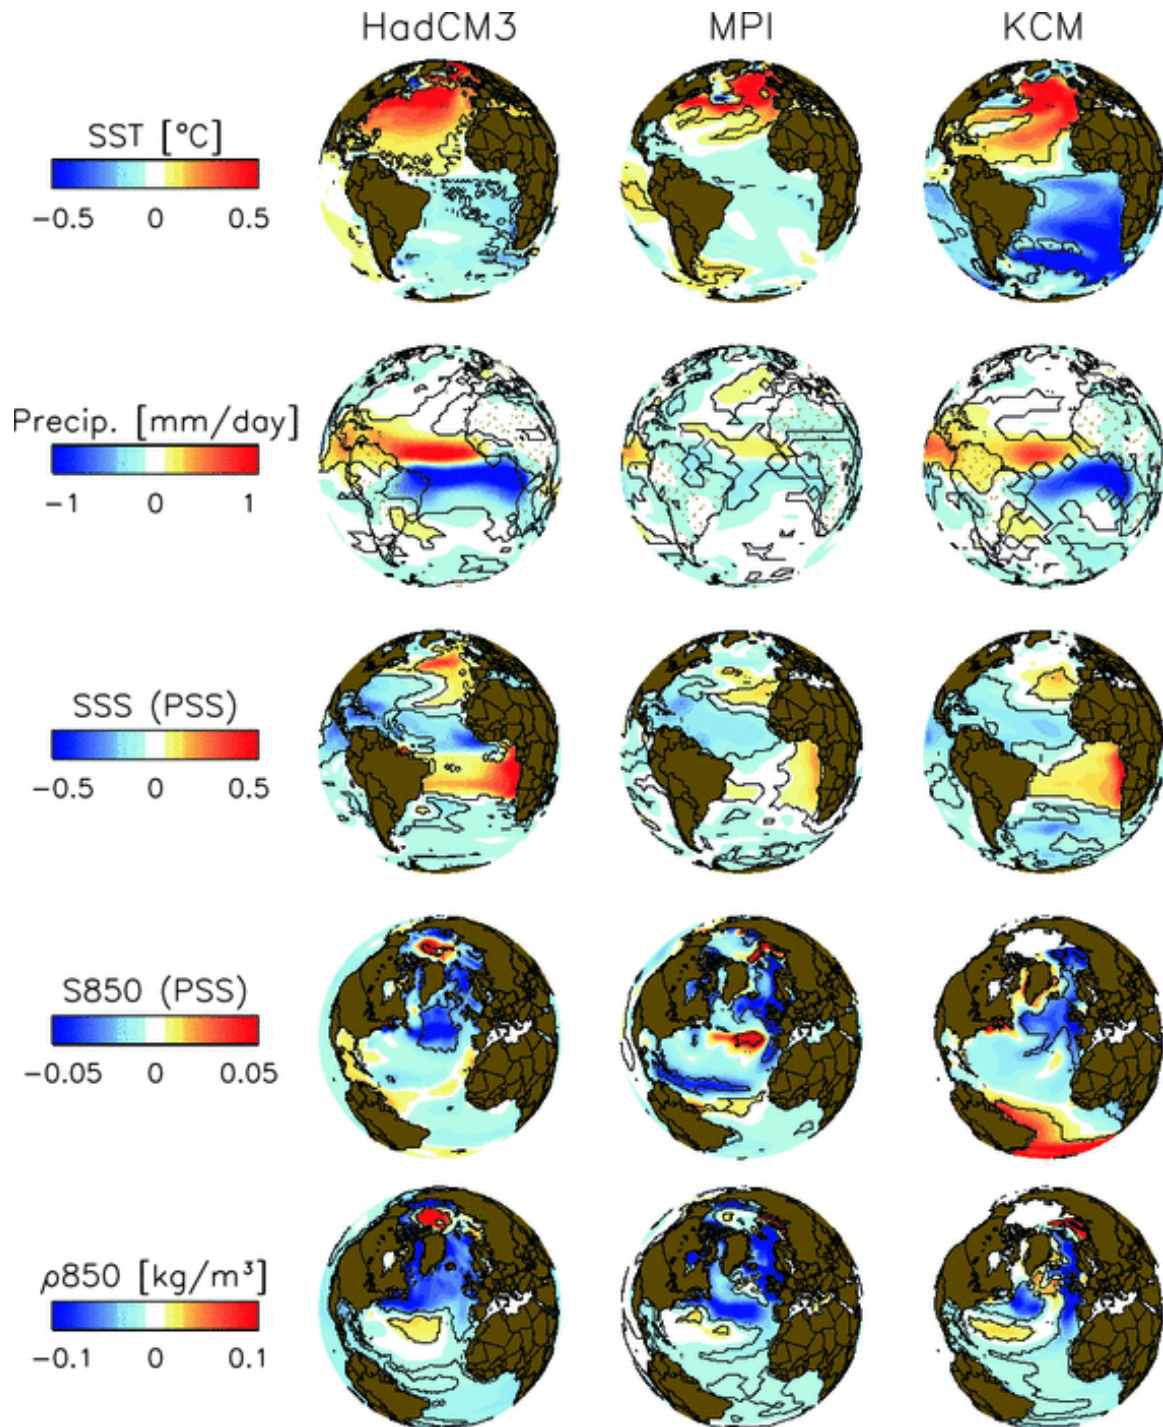 HadCM3 MPI KCM
SST [°C]
−0.5 0 0.5
Precip. [mm/day]
−1 0 1
SSS (PSS)
−0.5 0 0.5
S850 (PSS)
−0.05 0 0.05
ρ850 [kg/m³]
−0.1 0 0.1